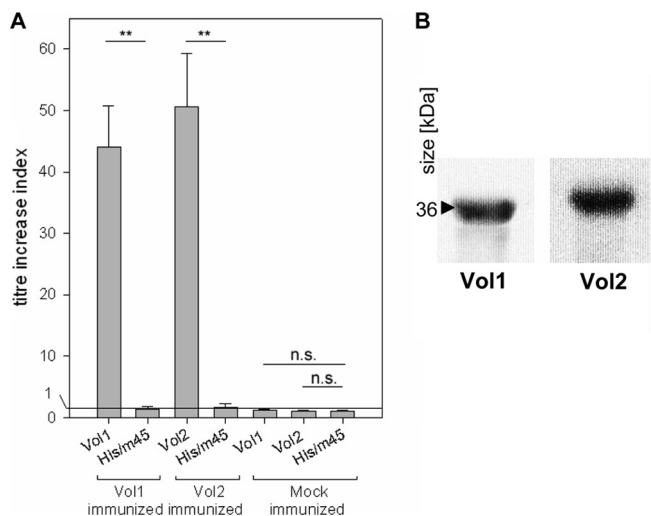 A
B
titre increase index
60
50
40
30
20
10
1
0
**
**
n.s.
n.s.
Vol1
His/m45
Vol2
His/m45
Vol1
Vol2
His/m45
Vol1
immunized
Vol2
immunized
Mock
immunized
size [kDa]
36
Vol1
Vol2